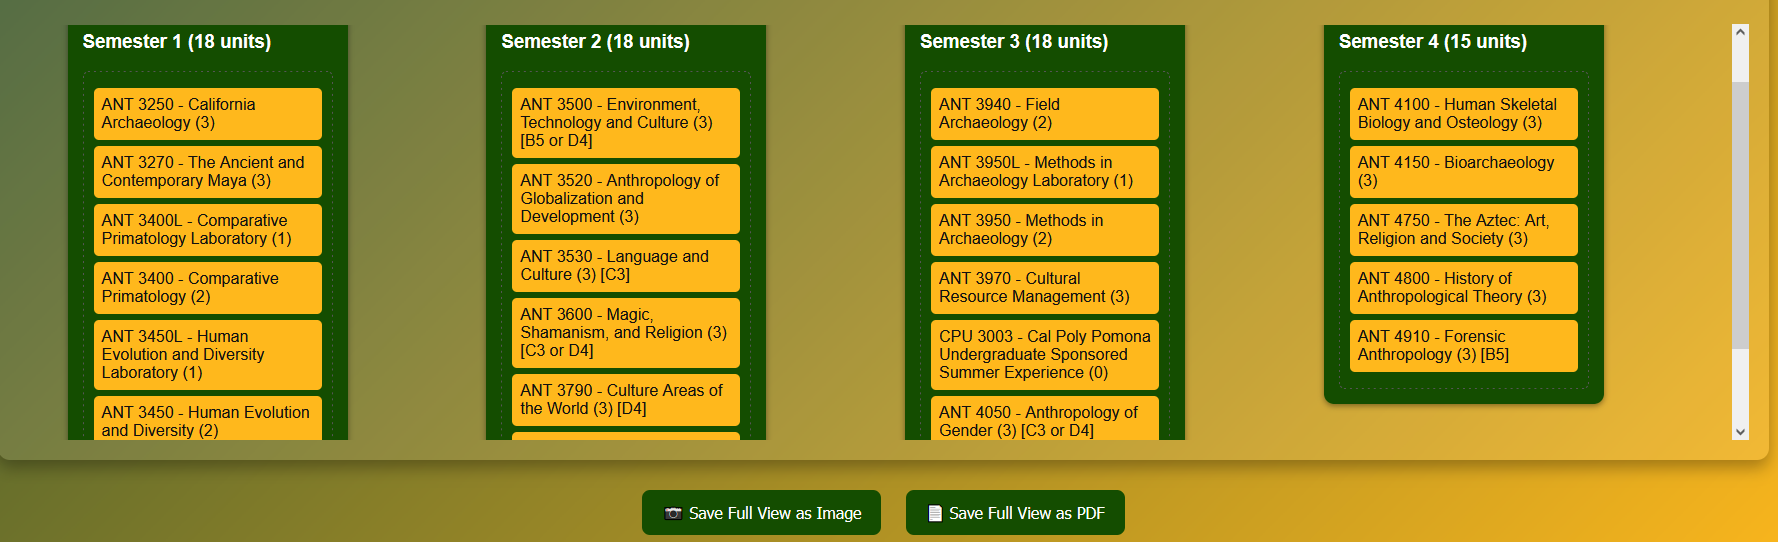 Semester 1 (18 units)
ANT 3250 - California
Archaeology (3)
ANT 3270 - The Ancient and
Contemporary Maya (3)
ANT 3400L - Comparative
Primatology Laboratory (1)
ANT 3400 - Comparative
Primatology (2)
ANT 3450L - Human
Evolution and Diversity
Laboratory (1)
ANT 3450 - Human Evolution
and Diversity (2)
Semester 2 (18 units)
ANT 3500 - Environment,
Technology and Culture (3)
[B5 or D4]
ANT 3520 - Anthropology of
Globalization and
Development (3)
ANT 3530 - Language and
Culture (3) [C3]
ANT 3600 - Magic,
Shamanism, and Religion (3)
[C3 or D4]
ANT 3790 - Culture Areas of
the World (3) [D4]
Semester 3 (18 units)
ANT 3940 - Field
Archaeology (2)
ANT 3950L - Methods in
Archaeology Laboratory (1)
ANT 3950 - Methods in
Archaeology (2)
ANT 3970 - Cultural
Resource Management (3)
CPU 3003 - Cal Poly Pomona
Undergraduate Sponsored
Summer Experience (0)
ANT 4050 - Anthropology of
Gender (3) [C3 or D4]
Semester 4 (15 units)
ANT 4100 - Human Skeletal
Biology and Osteology (3)
ANT 4150 - Bioarchaeology
(3)
ANT 4750 - The Aztec: Art,
Religion and Society (3)
ANT 4800 - History of
Anthropological Theory (3)
ANT 4910 - Forensic
Anthropology (3) [B5]
Save Full View as Image
Save Full View as PDF